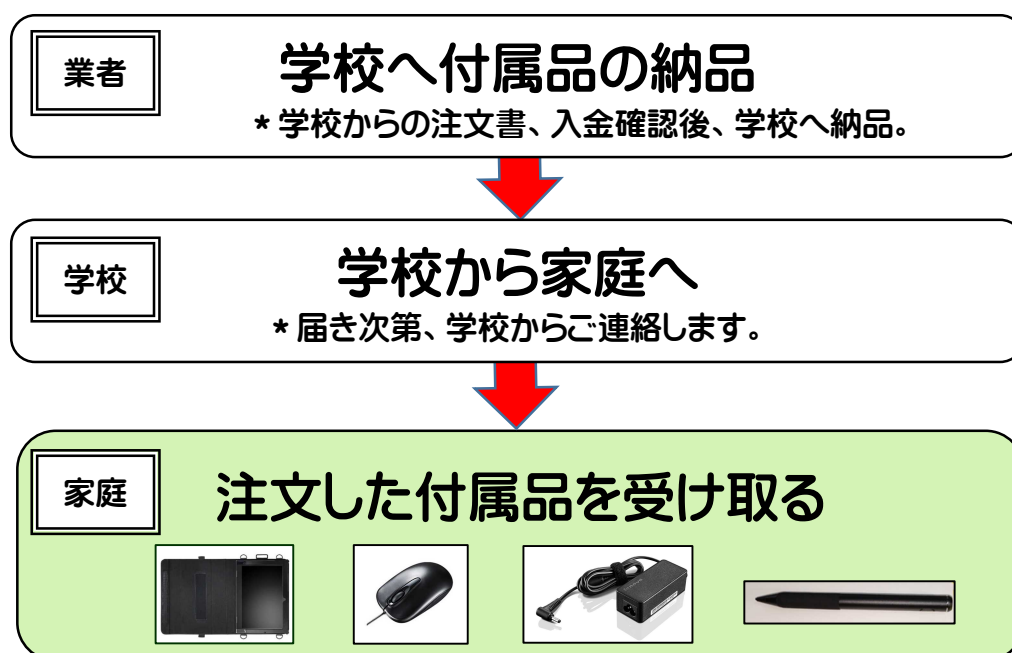 業者
学校へ付属品の納品
*学校からの注文書、入金確認後、学校へ納品。
学校
学校から家庭へ
*届き次第、学校からご連絡します。
家庭
注文した付属品を受け取る